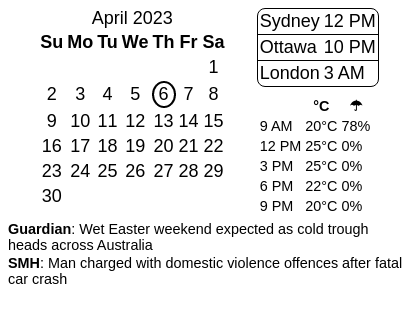 April 2023
Su Mo Tu We Th Fr Sa
1
2 3 4 5 6 7 8
9 10 11 12 13 14 15
16 17 18 19 20 21 22
23 24 25 26 27 28 29
30
Sydney 12 PM
Ottawa 10 PM
London 3 AM
°C ☂
9 AM 20°C 78%
12 PM 25°C 0%
3 PM 25°C 0%
6 PM 22°C 0%
9 PM 20°C 0%
Guardian: Wet Easter weekend expected as cold trough
heads across Australia
SMH: Man charged with domestic violence offences after fatal
car crash